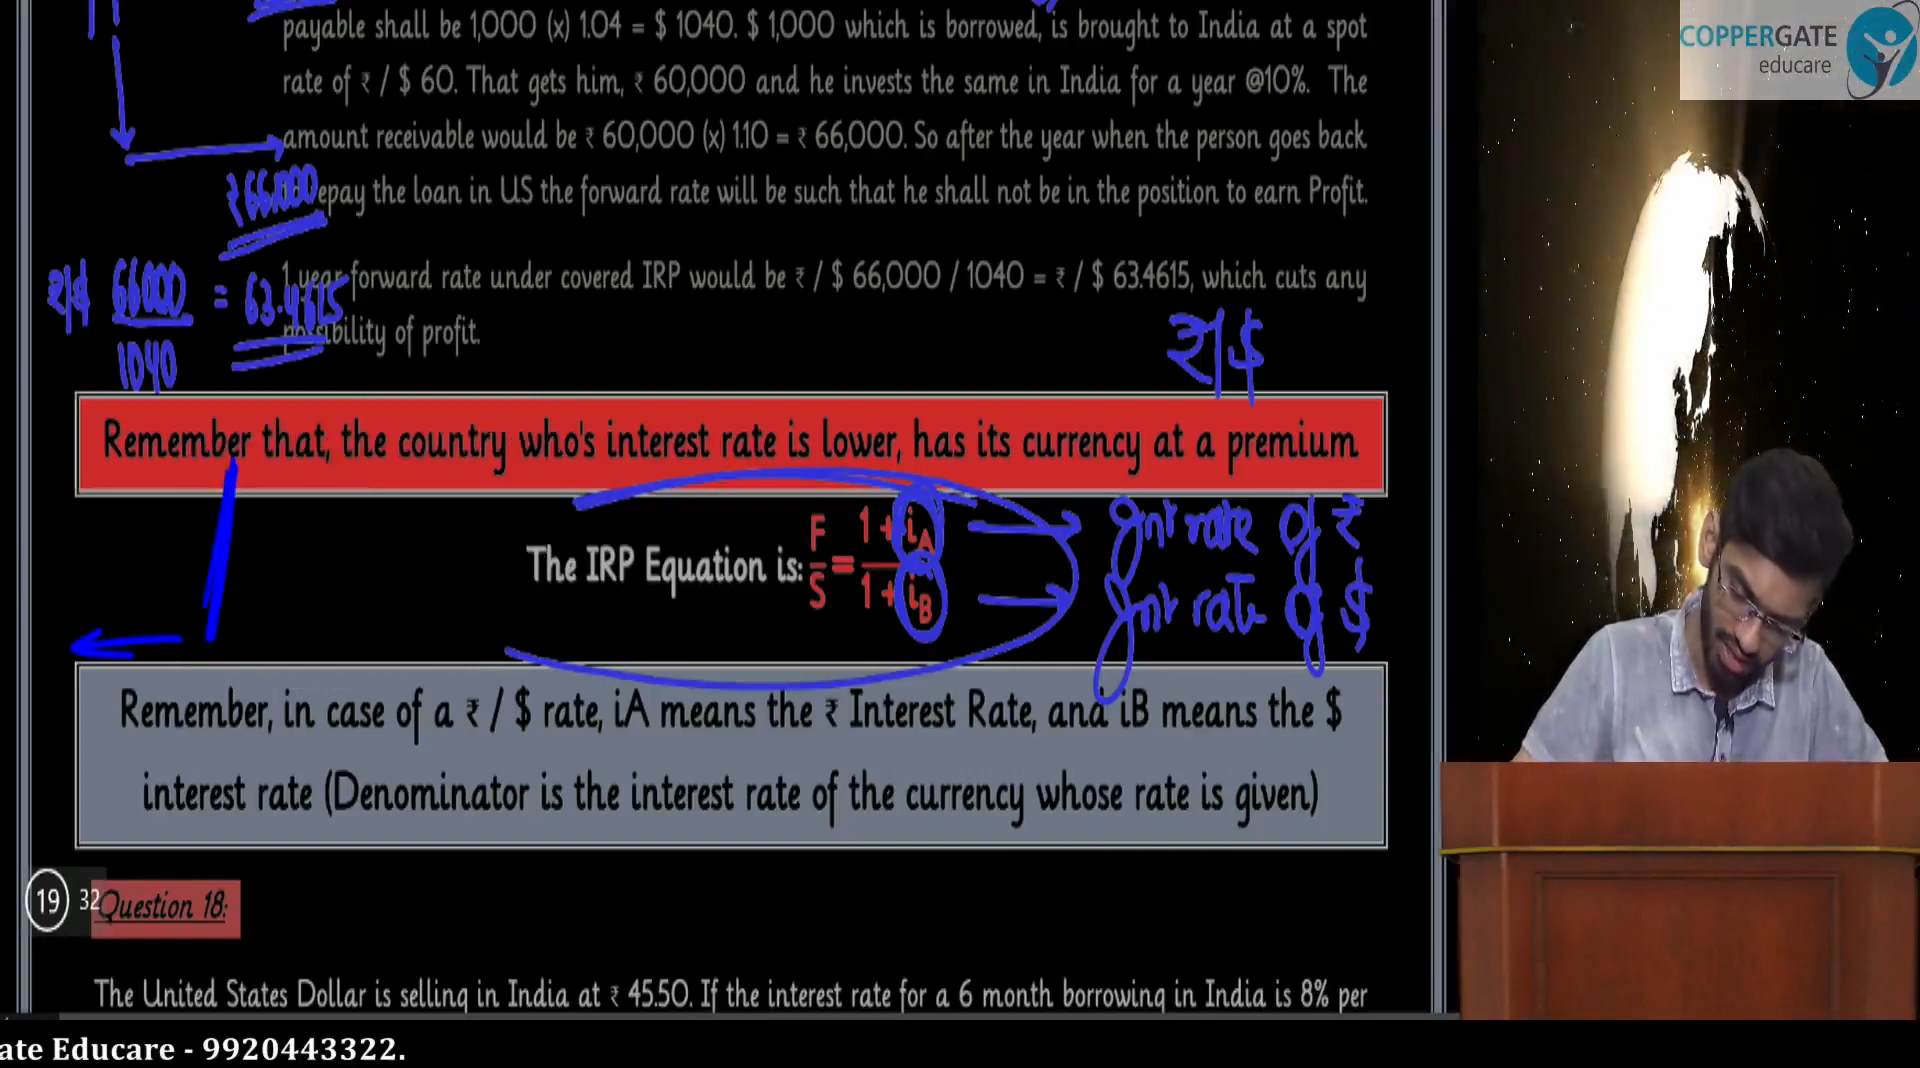 COPPERGATE
educare
payable shall be 1,000 (x) 1.04 = $ 1040. $ 1,000 which is borrowed, is brought to India at a spot
rate of ₹ / $ 60. That gets him, ₹ 60,000 and he invests the same in India for a year @10%. The
amount receivable would be ₹ 60,000 (x) 1.10 = ₹ 66,000. So after the year when the person goes back
₹66,000
epay the loan in US the forward rate will be such that he shall not be in the position to earn Profit.
1 year forward rate under covered IRP would be ₹ / $ 66,000 / 1040 = ₹ / $ 63.4615, which cuts any
possibility of profit.
₹/$ 66000 / 1040 = 63.4615
₹/$
Remember that, the country who's interest rate is lower, has its currency at a premium
The IRP Equation is: F/S = 1 + iA / 1 + iB
Int rate of ₹
Int rate of $
Remember, in case of a ₹ / $ rate, iA means the ₹ Interest Rate, and iB means the $
interest rate (Denominator is the interest rate of the currency whose rate is given)
19 32
Question 18:
The United States Dollar is selling in India at ₹ 45.50. If the interest rate for a 6 month borrowing in India is 8% per
ate Educare - 9920443322.